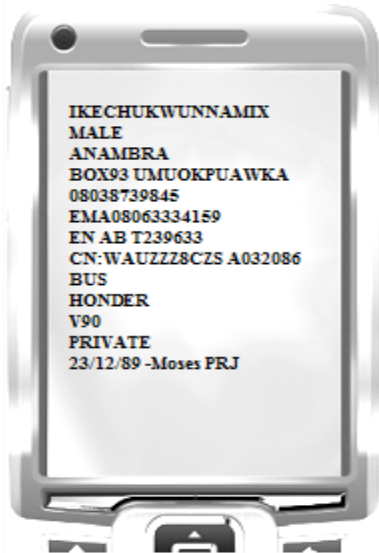 IKECHUKWUNNAMIX
MALE
ANAMBRA
BOX93 UMUOKPUAWKA
08038739845
EMA08063334159
EN AB T239633
CN:WAUZZZ8CZS A032086
BUS
HONDER
V90
PRIVATE
23/12/89 -Moses PRJ